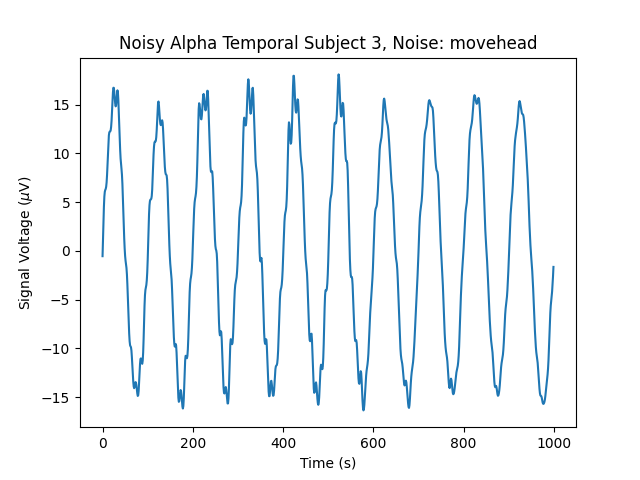 Noisy Alpha Temporal Subject 3, Noise: movehead
Signal Voltage (μV)
15
10
5
0
−5
−10
−15
0 200 400 600 800 1000
Time (s)